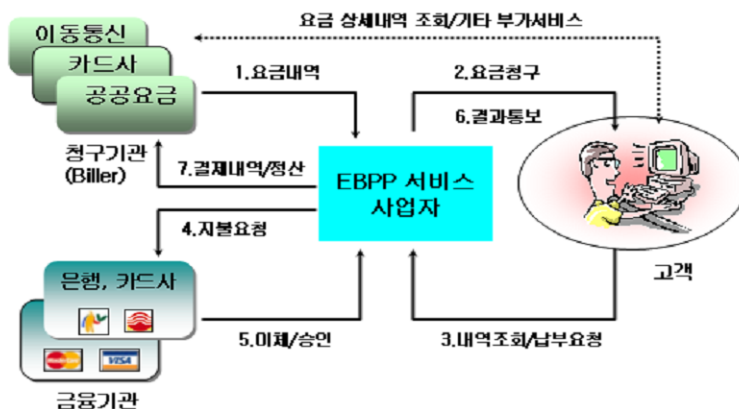 요금 상세내역 조회/기타 부가서비스
이동통신
카드사
공공요금
청구기관
(Biller)
1.요금내역
2.요금청구
6.결과통보
7.결제내역/정산
EBPP 서비스
사업자
4.지불요청
고객
은행, 카드사
MasterCard
VISA
금융기관
5.이체/승인
3.내역조회/납부요청